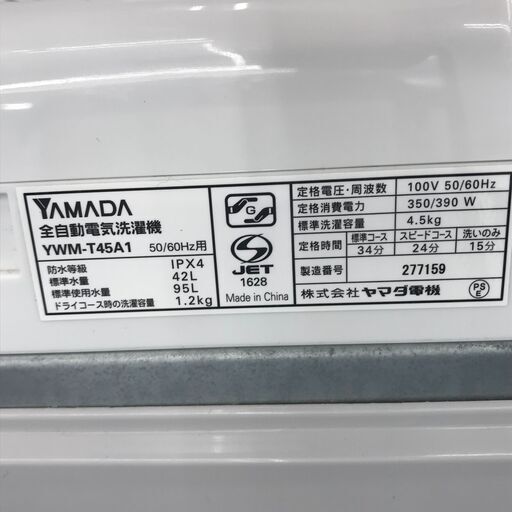 YAMADA
全自動電気洗濯機
YWM-T45A1 50/60Hz用
防水等級 IPX4
標準水量 42L
標準使用水量 95L
ドライコース時の洗濯容量 1.2kg
G
S
JET
1628
Made in China
定格電圧・周波数 100V 50/60Hz
定格消費電力 350/390 W
標準洗濯容量 4.5kg
定格時間 標準コース スピードコース 洗いのみ
34分 24分 15分
製造番号 277159
株式会社 ヤマダ電機
PS
E